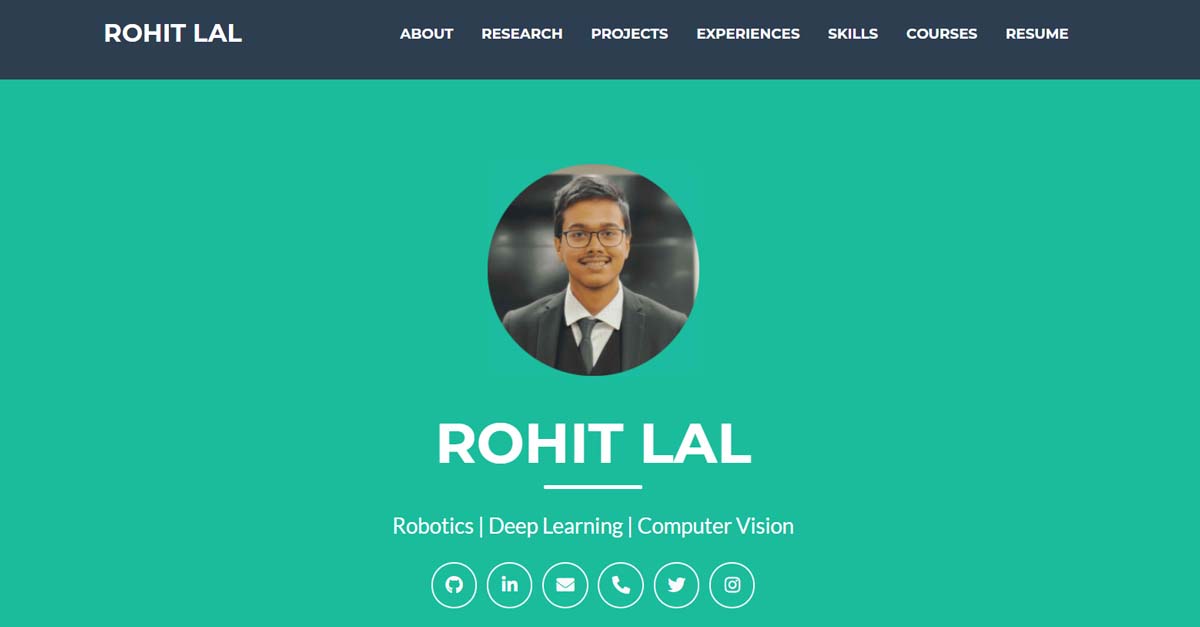 ROHIT LAL ABOUT RESEARCH PROJECTS EXPERIENCES SKILLS COURSES RESUME
ROHIT LAL
Robotics | Deep Learning | Computer Vision